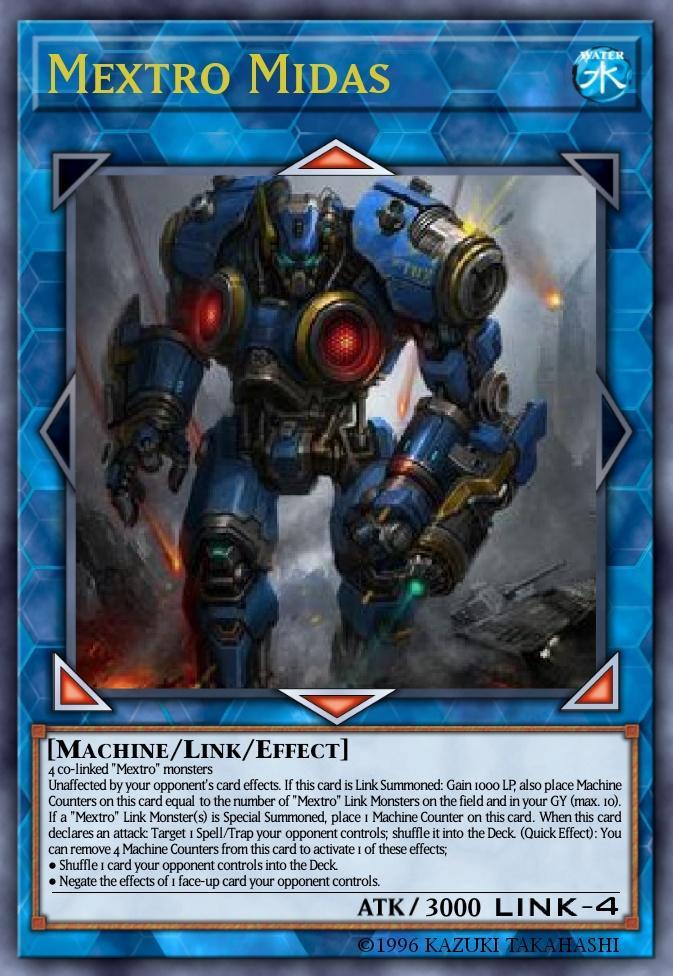 Mextro Midas
WATER
水
[Machine/Link/Effect]
4 co-linked "Mextro" monsters
Unaffected by your opponent's card effects. If this card is Link Summoned: Gain 1000 LP, also place Machine
Counters on this card equal to the number of "Mextro" Link Monsters on the field and in your GY (max. 10).
If a "Mextro" Link Monster(s) is Special Summoned, place 1 Machine Counter on this card. When this card
declares an attack: Target 1 Spell/Trap your opponent controls; shuffle it into the Deck. (Quick Effect): You
can remove 4 Machine Counters from this card to activate 1 of these effects;
● Shuffle 1 card your opponent controls into the Deck.
● Negate the effects of 1 face-up card your opponent controls.
ATK/3000 LINK-4
©1996 KAZUKI TAKAHASHI